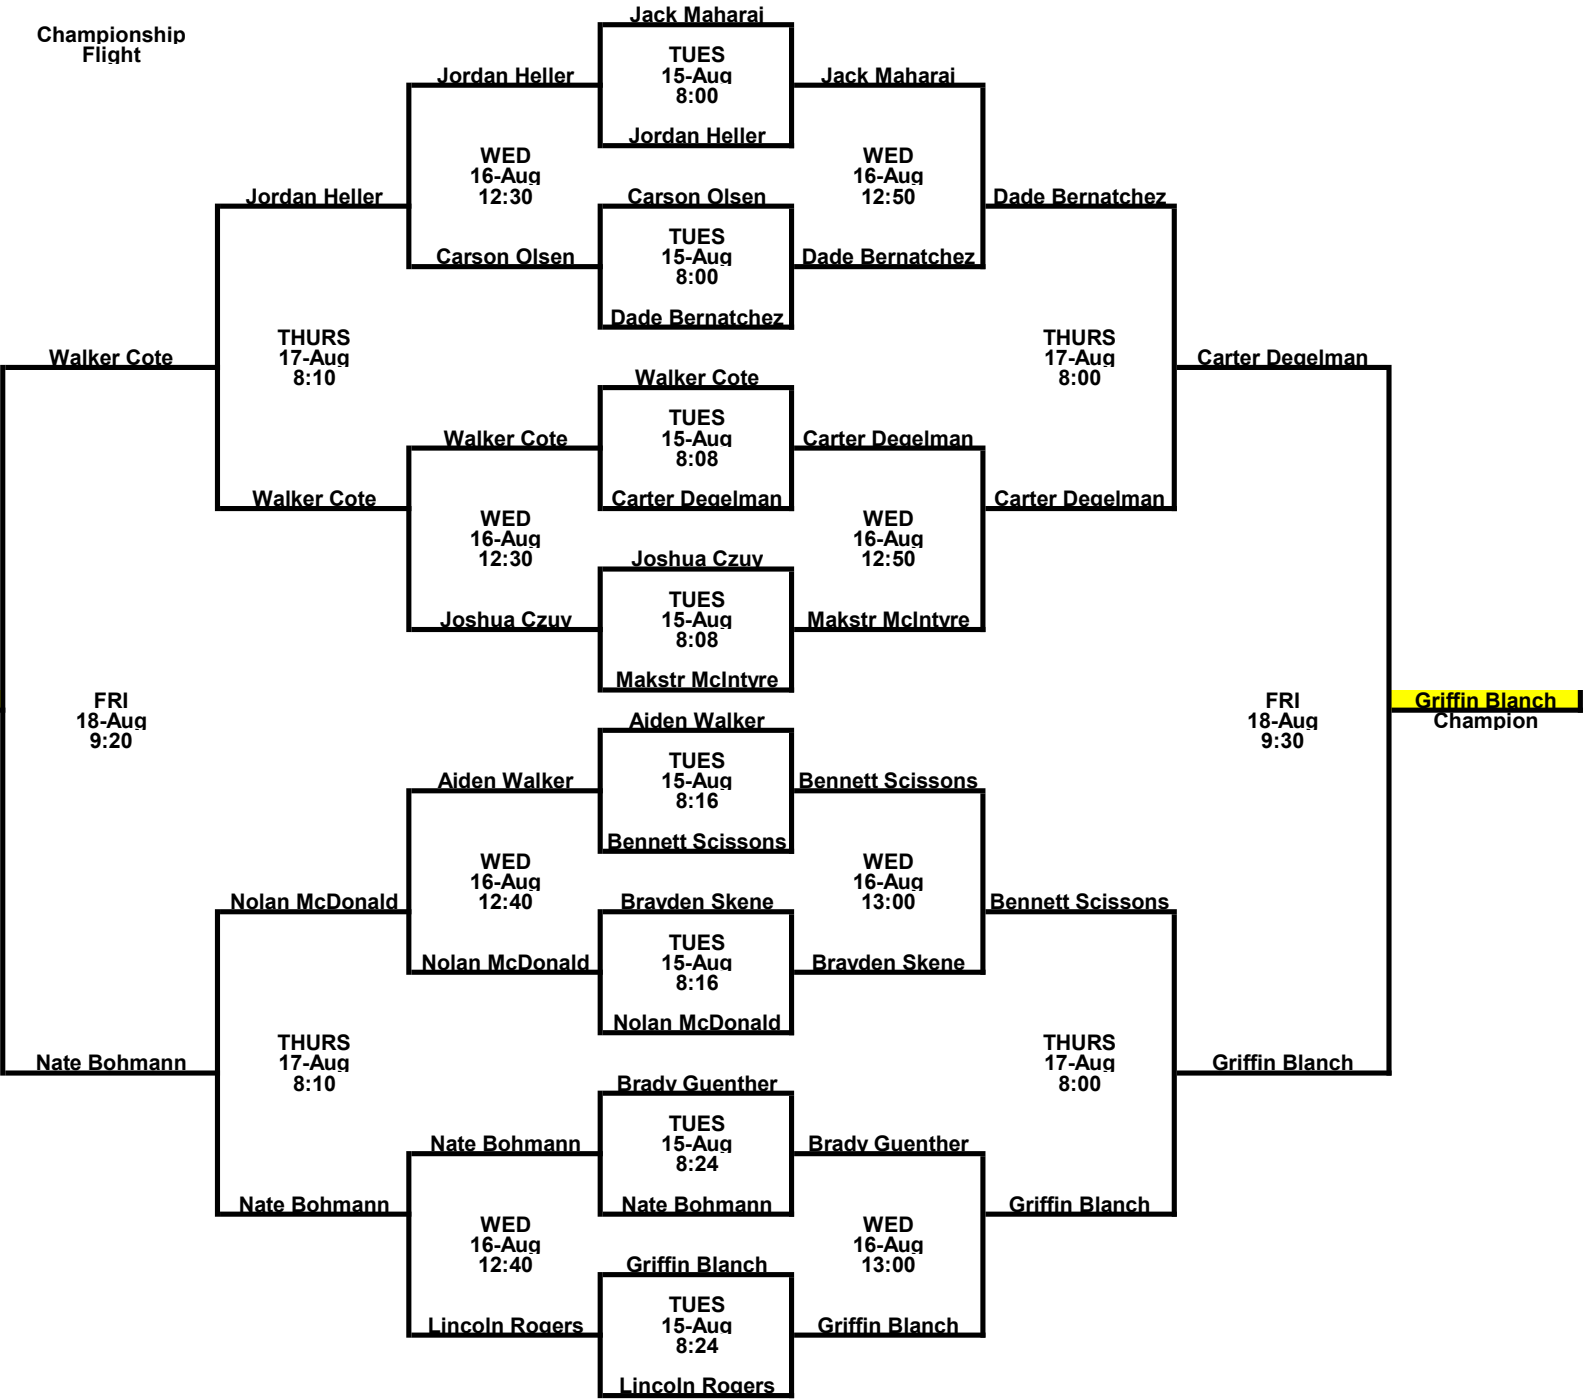 Jack Maharaj
Championship
Flight
TUES
15-Aug
8:00
Jordan Heller
Jack Maharaj
Jordan Heller
WED
16-Aug
12:30
WED
16-Aug
12:50
Jordan Heller
Carson Olsen
Dade Bernatchez
TUES
15-Aug
8:00
Carson Olsen
Dade Bernatchez
Dade Bernatchez
THURS
17-Aug
8:10
THURS
17-Aug
8:00
Walker Cote
Carter Degelman
Walker Cote
TUES
15-Aug
8:08
Walker Cote
Carter Degelman
Walker Cote
Carter Degelman
Carter Degelman
WED
16-Aug
12:30
WED
16-Aug
12:50
Joshua Czuy
TUES
15-Aug
8:08
Joshua Czuy
Makstr McIntyre
Makstr McIntyre
FRI
18-Aug
9:20
FRI
18-Aug
9:30
Griffin Blanch
Champion
Aiden Walker
TUES
15-Aug
8:16
Aiden Walker
Bennett Scissons
Bennett Scissons
WED
16-Aug
12:40
WED
16-Aug
13:00
Nolan McDonald
Brayden Skene
Bennett Scissons
TUES
15-Aug
8:16
Nolan McDonald
Brayden Skene
Nolan McDonald
THURS
17-Aug
8:10
THURS
17-Aug
8:00
Nate Bohmann
Griffin Blanch
Brady Guenther
TUES
15-Aug
8:24
Nate Bohmann
Brady Guenther
Nate Bohmann
Nate Bohmann
Griffin Blanch
WED
16-Aug
12:40
WED
16-Aug
13:00
Griffin Blanch
TUES
15-Aug
8:24
Lincoln Rogers
Griffin Blanch
Lincoln Rogers